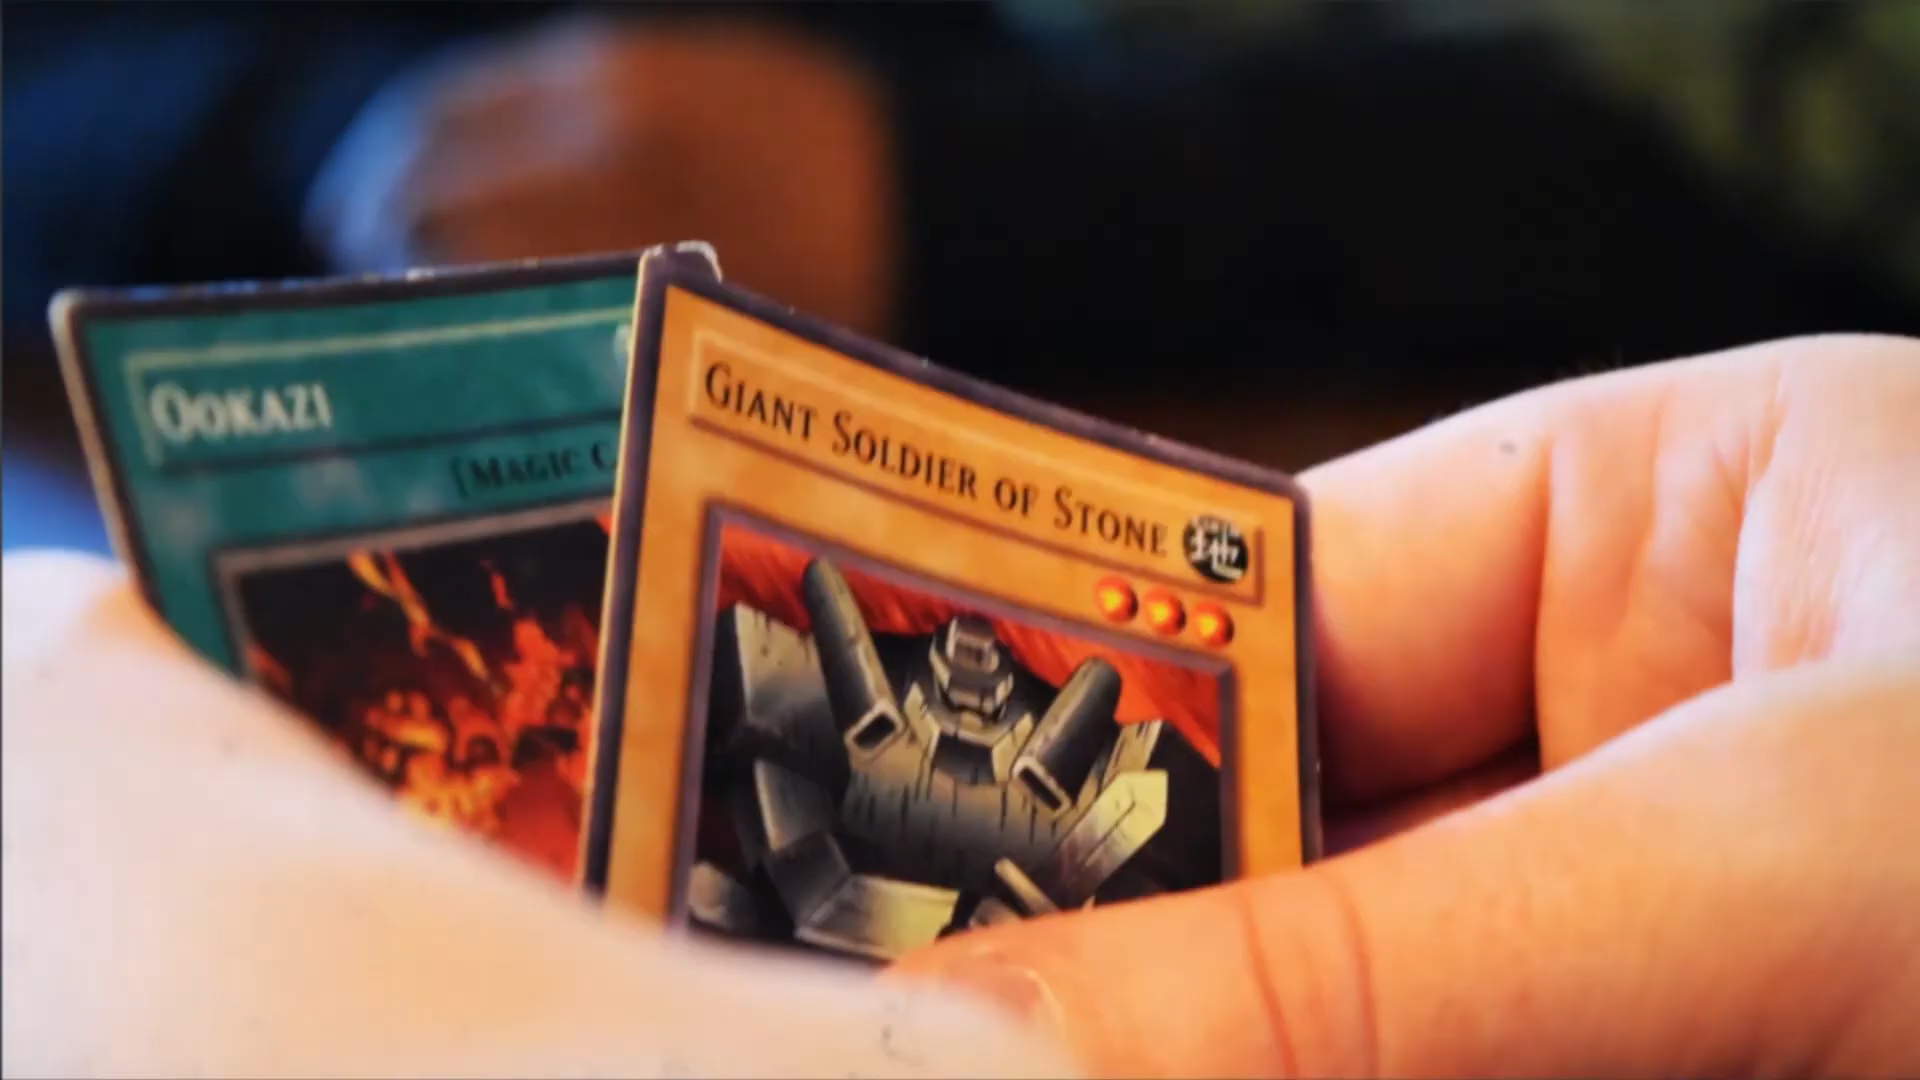 OOKAZI
[MAGIC C
GIANT SOLDIER OF STONE 地